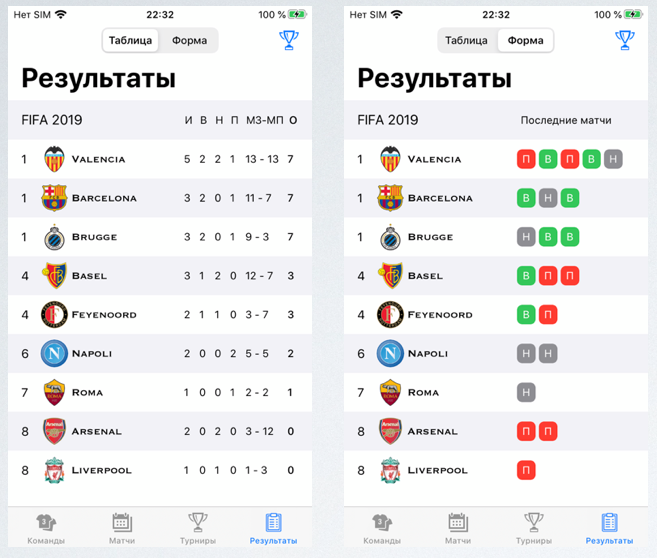 Нет SIM 22:32 100 %
Таблица Форма
Результаты
FIFA 2019 И В Н П МЗ-МП О
1 VALENCIA 5 2 2 1 13 - 13 7
1 BARCELONA 3 2 0 1 11 - 7 7
1 BRUGGE 3 2 0 1 9 - 3 7
4 BASEL 3 1 2 0 12 - 7 3
4 FEYENOORD 2 1 1 0 3 - 7 3
6 NAPOLI 2 0 0 2 5 - 5 2
7 ROMA 1 0 0 1 2 - 2 1
8 ARSENAL 2 0 2 0 3 - 12 0
8 LIVERPOOL 1 0 1 0 1 - 3 0
Команды Матчи Турниры Результаты
Нет SIM 22:32 100 %
Таблица Форма
Результаты
FIFA 2019 Последние матчи
1 VALENCIA П В П В Н
1 BARCELONA В Н В
1 BRUGGE Н В В
4 BASEL В П П
4 FEYENOORD В П
6 NAPOLI Н Н
7 ROMA Н
8 ARSENAL П П
8 LIVERPOOL П
Команды Матчи Турниры Результаты